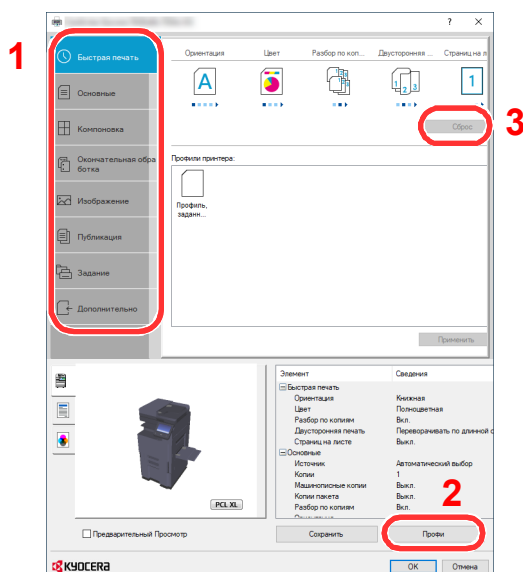 ? ×
1
Быстрая печать
Ориентация Цвет Разбор по коп... Двусторонняя ... Страниц на л
A 1 2 3 1
Основные
Сброс
3
Компоновка
Окончательная обра
ботка
Профили принтера:
Изображение
Профиль,
заданн...
Публикация
Задание
Дополнительно
Применить
Элемент Сведения
Быстрая печать
Ориентация Книжная
Цвет Полноцветная
Разбор по копиям Вкл.
Двусторонняя печать Переворачивать по длинной с
Страниц на листе Выкл.
Основные
Источник Автоматический выбор
Копии 1
Машинописные копии Выкл.
Копии пакета Выкл.
Разбор по копиям Вкл.
PCL XL
2
Предварительный Просмотр
Сохранить
Профи
KYOCERA
OK Отмена